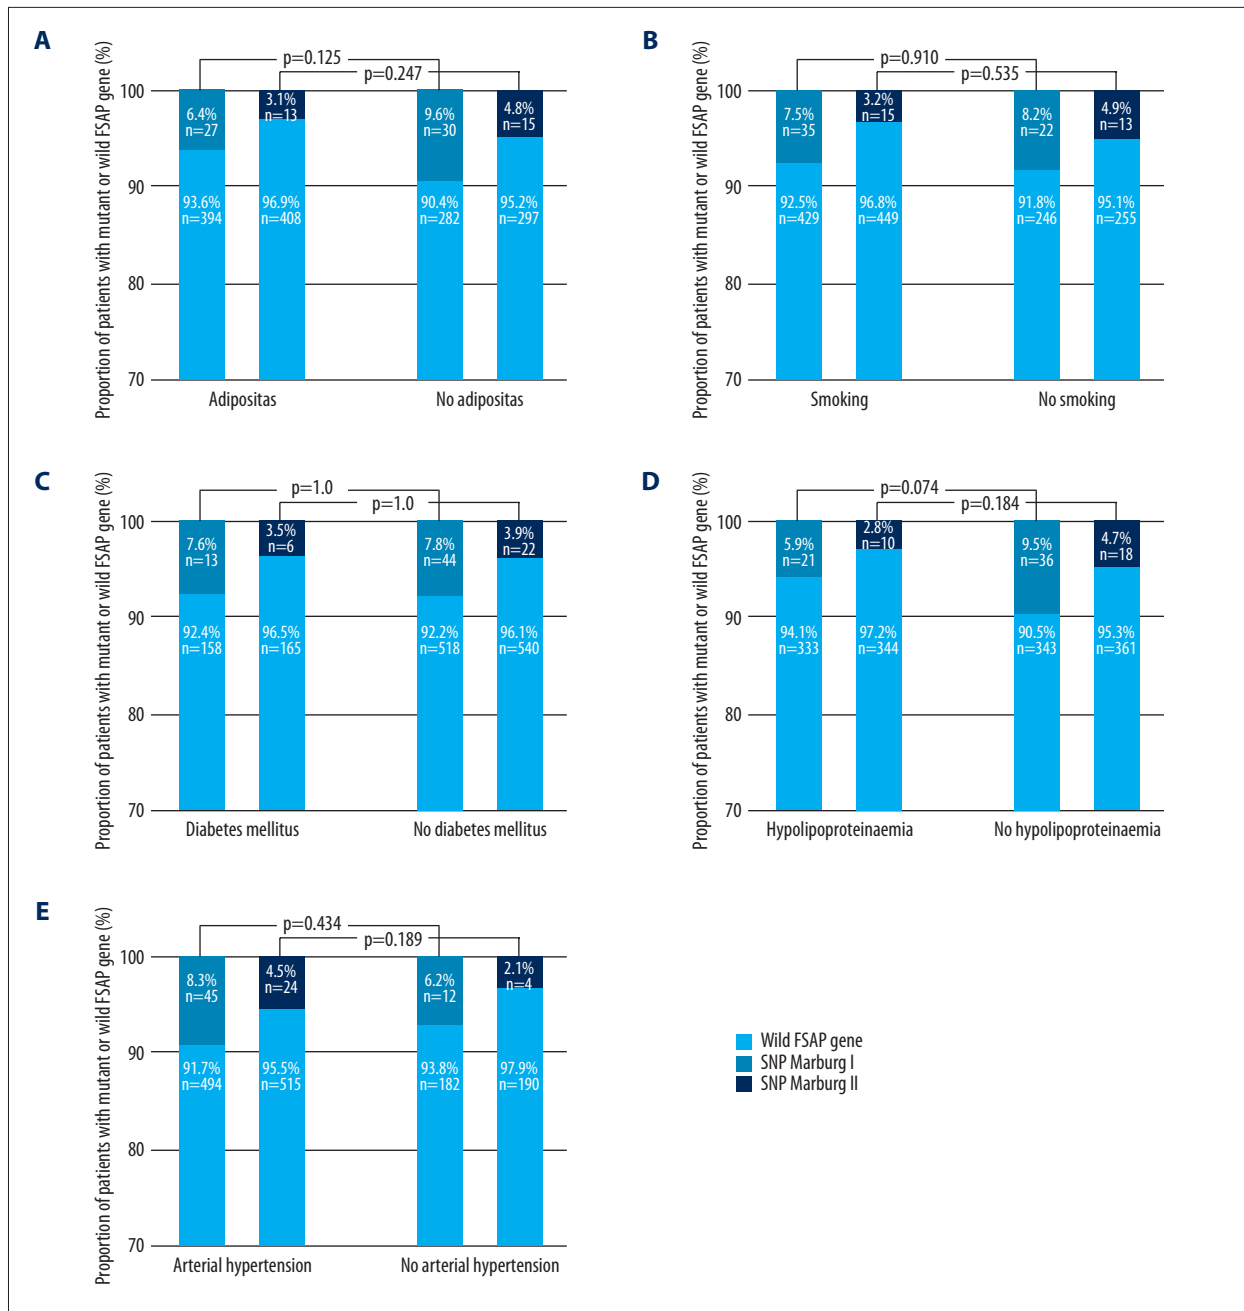 A
Proportion of patients with mutant or wild FSAP gene (%)
p=0.125
p=0.247
100
90
80
70
6.4%
n=27
3.1%
n=13
9.6%
n=30
4.8%
n=15
93.6%
n=394
96.9%
n=408
90.4%
n=282
95.2%
n=297
Adipositas
No adipositas
B
Proportion of patients with mutant or wild FSAP gene (%)
p=0.910
p=0.535
100
90
80
70
7.5%
n=35
3.2%
n=15
8.2%
n=22
4.9%
n=13
92.5%
n=429
96.8%
n=449
91.8%
n=246
95.1%
n=255
Smoking
No smoking
C
Proportion of patients with mutant or wild FSAP gene (%)
p=1.0
p=1.0
100
90
80
70
7.6%
n=13
3.5%
n=6
7.8%
n=44
3.9%
n=22
92.4%
n=158
96.5%
n=165
92.2%
n=518
96.1%
n=540
Diabetes mellitus
No diabetes mellitus
D
Proportion of patients with mutant or wild FSAP gene (%)
p=0.074
p=0.184
100
90
80
70
5.9%
n=21
2.8%
n=10
9.5%
n=36
4.7%
n=18
94.1%
n=333
97.2%
n=344
90.5%
n=343
95.3%
n=361
Hypolipoproteinaemia
No hypolipoproteinaemia
E
Proportion of patients with mutant or wild FSAP gene (%)
p=0.434
p=0.189
100
90
80
70
8.3%
n=45
4.5%
n=24
6.2%
n=12
2.1%
n=4
91.7%
n=494
95.5%
n=515
93.8%
n=182
97.9%
n=190
Arterial hypertension
No arterial hypertension
Wild FSAP gene
SNP Marburg I
SNP Marburg II